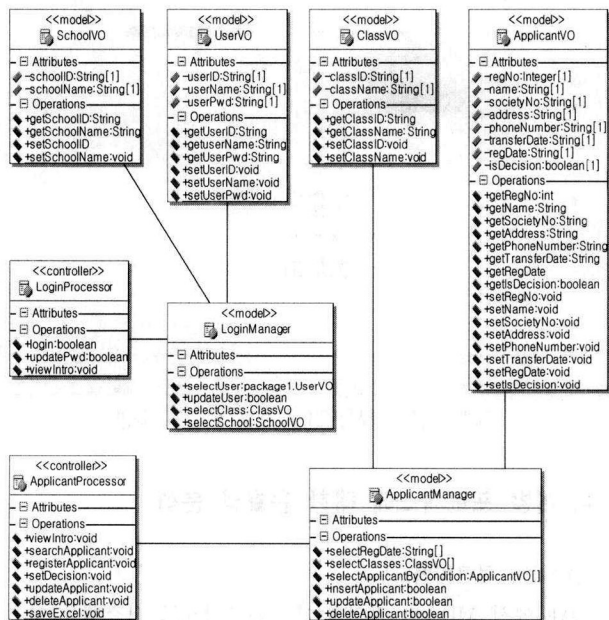 <<model>>
SchoolVO
Attributes
-schoolID:String[1]
-schoolName:String[1]
Operations
+getSchoolID:String
+getSchoolName:String
+setSchoolID
+setSchoolName:void
<<model>>
UserVO
Attributes
-userID:String[1]
-userName:String[1]
-userPwd:String[1]
Operations
+getUserID:String
+getuserName:String
+getUserPwd:String
+setUserID:void
+setUserName:void
+setUserPwd:void
<<model>>
ClassVO
Attributes
-classID:String[1]
-className:String[1]
Operations
+getClassID:String
+getClassName:String
+setClassID:void
+setClassName:void
<<model>>
ApplicantVO
Attributes
-regNo:Integer[1]
-name:String[1]
-societyNo:String[1]
-address:String[1]
-phoneNumber:String[1]
-transferDate:String[1]
-regDate:String[1]
+isDecision:boolean[1]
Operations
+getRegNo:int
+getName:String
+getSocietyNo:String
+getAddress:String
+getPhoneNumber:String
+getTransferDate:String
+getRegDate
+getIsDecision:boolean
+setRegNo:void
+setName:void
+setSocietyNo:void
+setAddress:void
+setPhoneNumber:void
+setTransferDate:void
+setRegDate:void
+setIsDecision:void
<<controller>>
LoginProcessor
Attributes
Operations
+login:boolean
+updatePwd:boolean
+viewIntro:void
<<model>>
LoginManager
Attributes
Operations
+selectUser:package1.UserVO
+updateUser:boolean
+selectClass:ClassVO
+selectSchool:SchoolVO
<<controller>>
ApplicantProcessor
Attributes
Operations
+viewIntro:void
+searchApplicant:void
+registerApplicant:void
+setDecision:void
+updateApplicant:void
+deleteApplicant:void
+saveExcel:void
<<model>>
ApplicantManager
Attributes
Operations
+selectRegDate:String[]
+selectClasses:ClassVO[]
+selectApplicantByCondition:ApplicantVO[]
+insertApplicant:boolean
+updateApplicant:boolean
+deleteApplicant:boolean